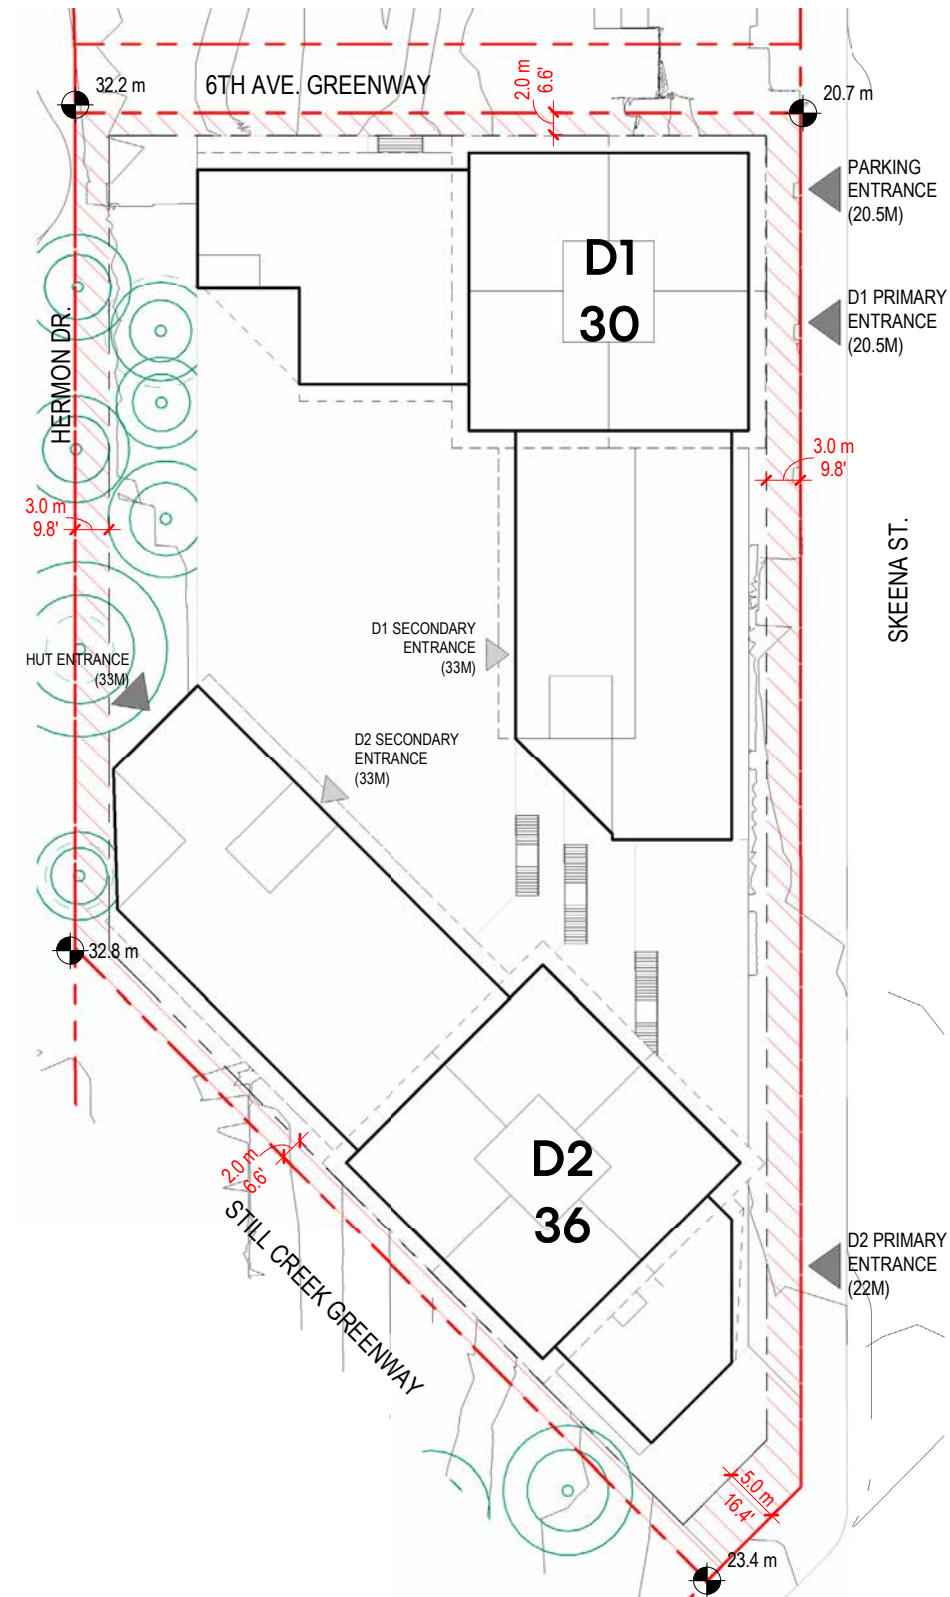 32.2 m
6TH AVE. GREENWAY
2.0 m
6.6'
20.7 m
PARKING
ENTRANCE
(20.5M)
D1
30
D1 PRIMARY
ENTRANCE
(20.5M)
HERMON DR.
3.0 m
9.8'
3.0 m
9.8'
SKEENA ST.
D1 SECONDARY
ENTRANCE
(33M)
HUT ENTRANCE
(33M)
D2 SECONDARY
ENTRANCE
(33M)
32.8 m
2.0 m
6.6'
D2
36
STILL CREEK GREENWAY
D2 PRIMARY
ENTRANCE
(22M)
5.0 m
16.4'
23.4 m